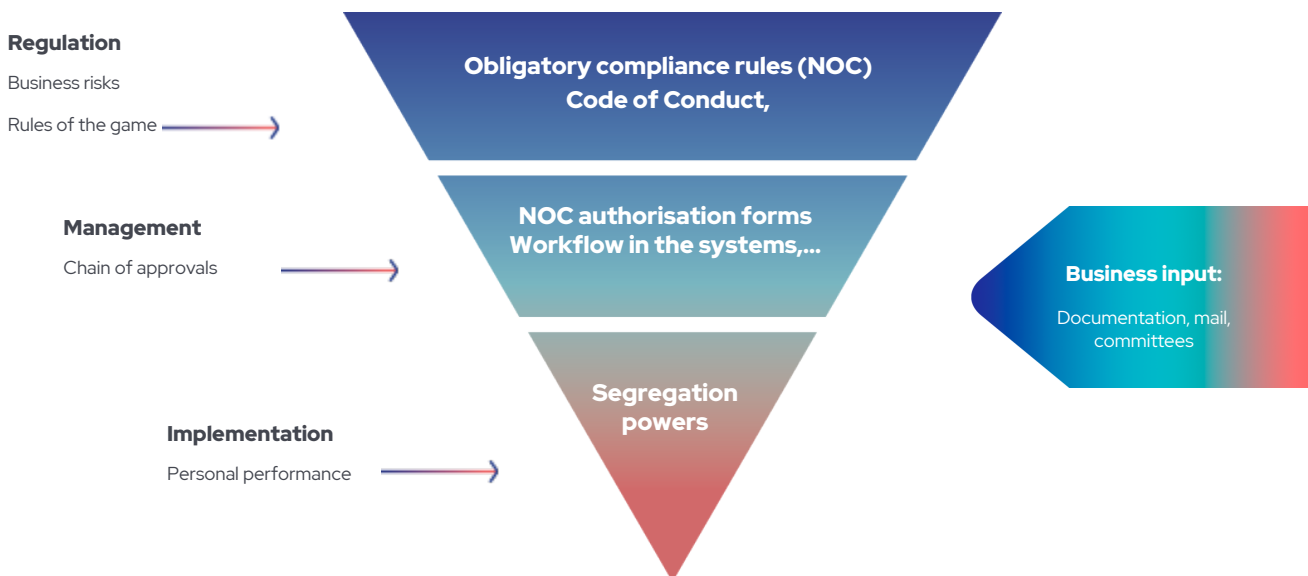 Regulation
Business risks
Rules of the game
Obligatory compliance rules (NOC)
Code of Conduct,
Management
Chain of approvals
NOC authorisation forms
Workflow in the systems,...
Business input:
Documentation, mail,
committees
Implementation
Personal performance
Segregation
powers